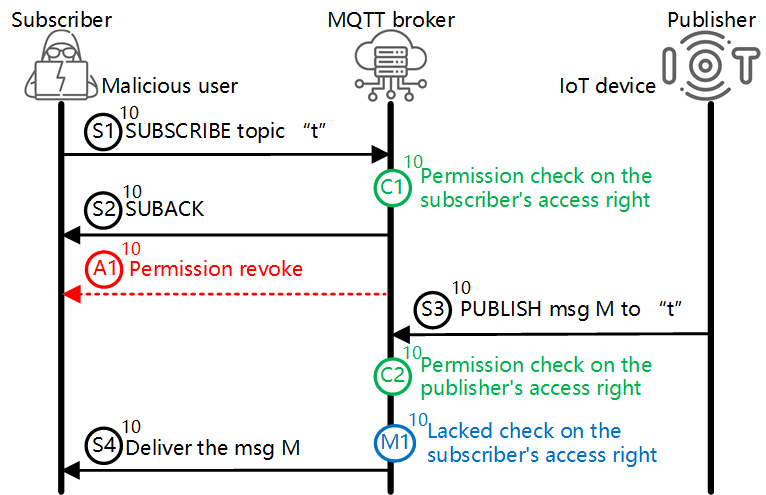 Subscriber
MQTT broker
Publisher
IOT
Malicious user
IoT device
S1 10 SUBSCRIBE topic “t”
C1 10 Permission check on the
subscriber's access right
S2 10 SUBACK
A1 10 Permission revoke
S3 10 PUBLISH msg M to “t”
C2 10 Permission check on the
publisher's access right
M1 10 Lacked check on the
subscriber's access right
S4 10 Deliver the msg M